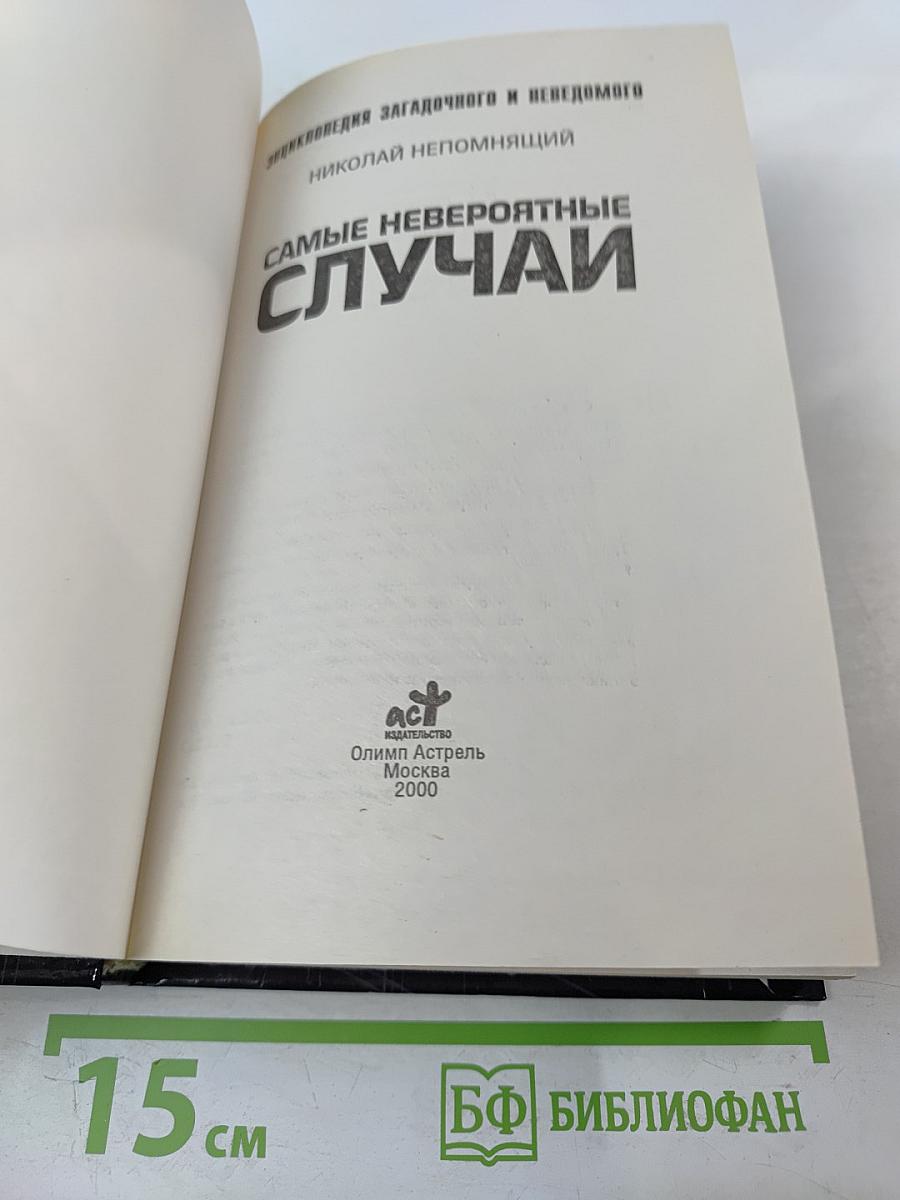 ЭНЦИКЛОПЕДИЯ ЗАГАДОЧНОГО И НЕВЕДОМОГО
НИКОЛАЙ НЕПОМНЯЩИЙ
САМЫЕ НЕВЕРОЯТНЫЕ
СЛУЧАИ
аст
ИЗДАТЕЛЬСТВО
Олимп Астрель
Москва
2000
15 см
БФ БИБЛИОФАН